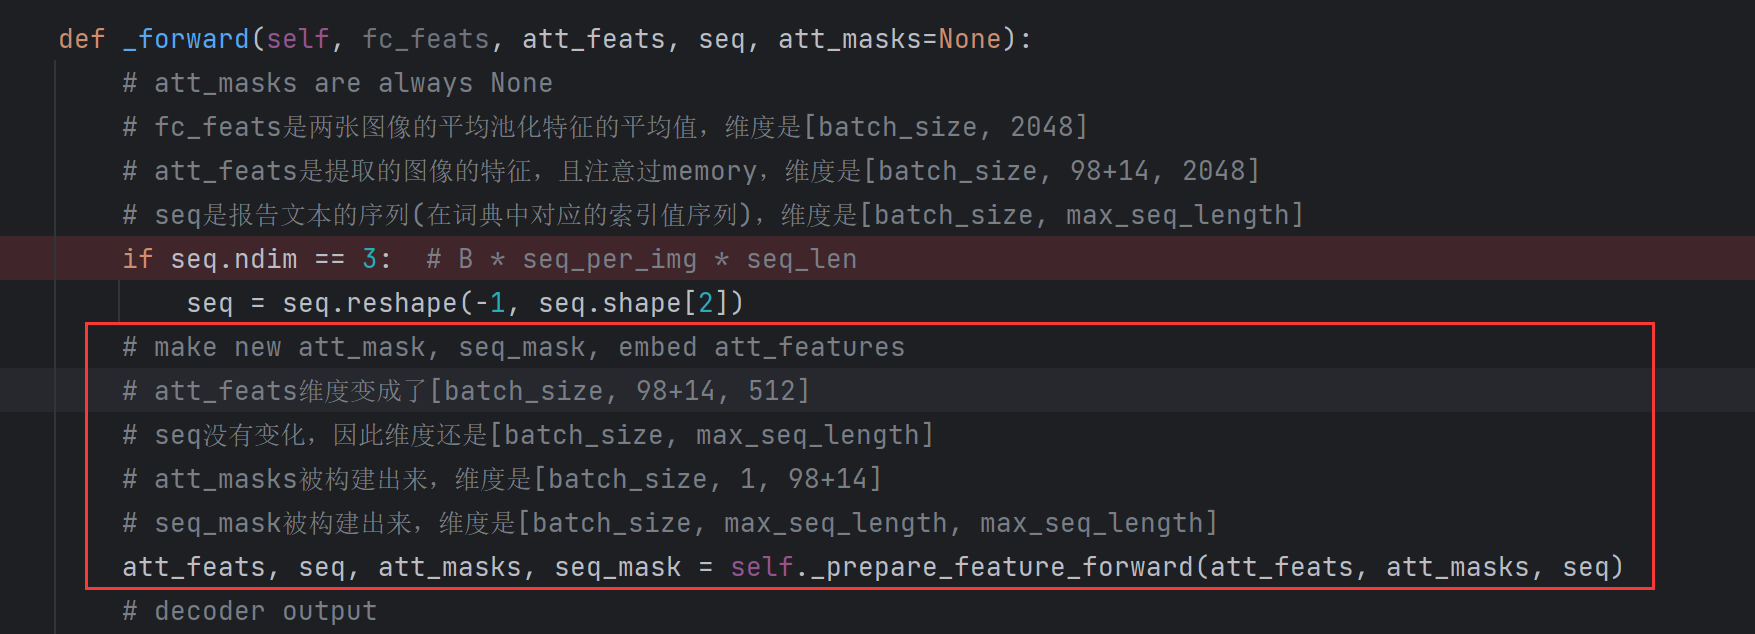 def _forward(self, fc_feats, att_feats, seq, att_masks=None):
# att_masks are always None
# fc_feats是两张图像的平均池化特征的平均值，维度是[batch_size, 2048]
# att_feats是提取的图像的特征，且注意过memory，维度是[batch_size, 98+14, 2048]
# seq是报告文本的序列(在词典中对应的索引值序列)，维度是[batch_size, max_seq_length]
if seq.ndim == 3:  # B * seq_per_img * seq_len
seq = seq.reshape(-1, seq.shape[2])
# make new att_mask, seq_mask, embed att_features
# att_feats维度变成了[batch_size, 98+14, 512]
# seq没有变化，因此维度还是[batch_size, max_seq_length]
# att_masks被构建出来，维度是[batch_size, 1, 98+14]
# seq_mask被构建出来，维度是[batch_size, max_seq_length, max_seq_length]
att_feats, seq, att_masks, seq_mask = self._prepare_feature_forward(att_feats, att_masks, seq)
# decoder output